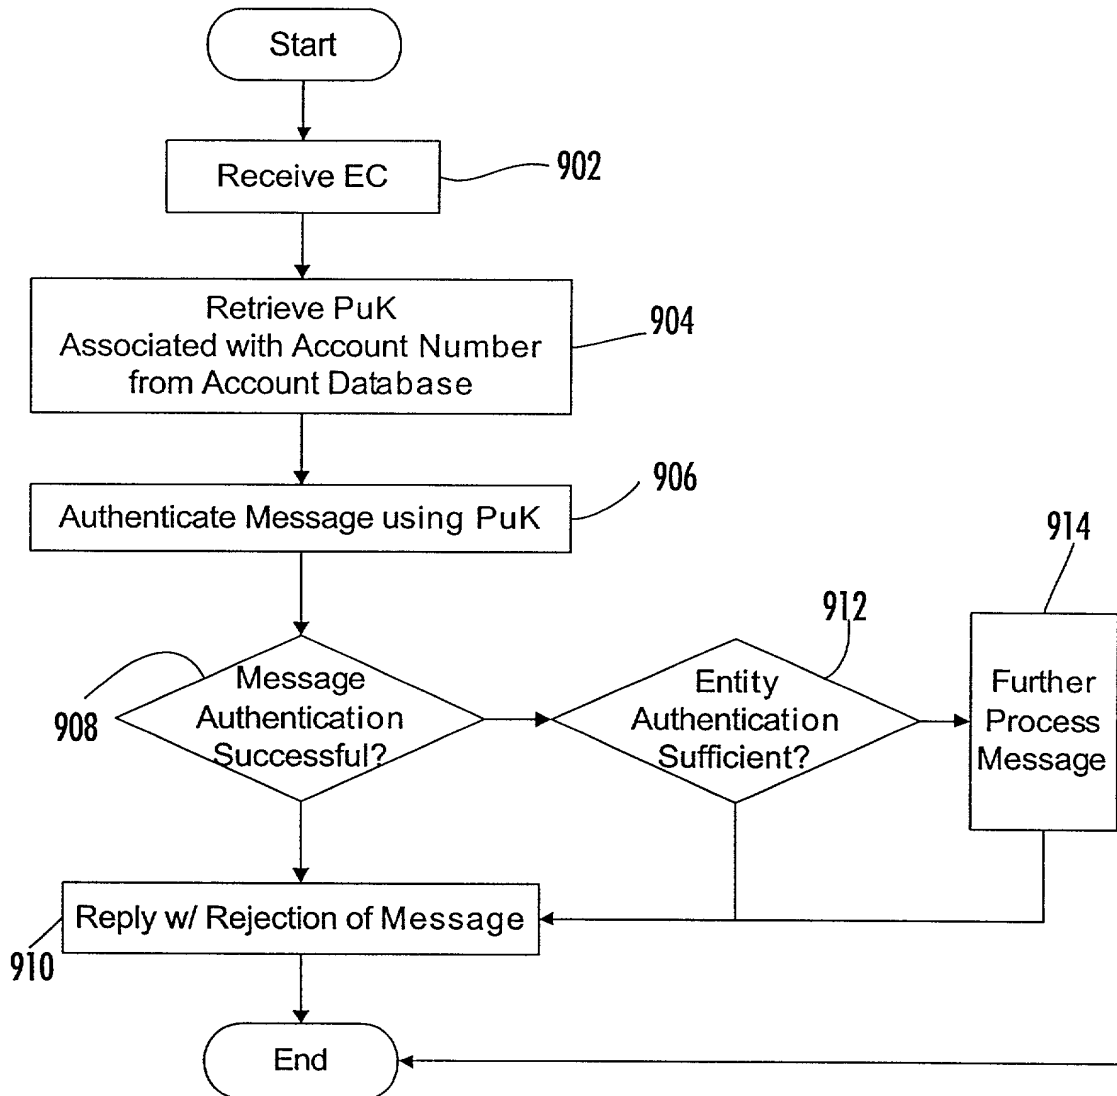 Start
Receive EC
902
Retrieve PuK
Associated with Account Number
from Account Database
904
Authenticate Message using PuK
906
914
912
Message
Authentication
Successful?
908
Entity
Authentication
Sufficient?
Further
Process
Message
Reply w/ Rejection of Message
910
End